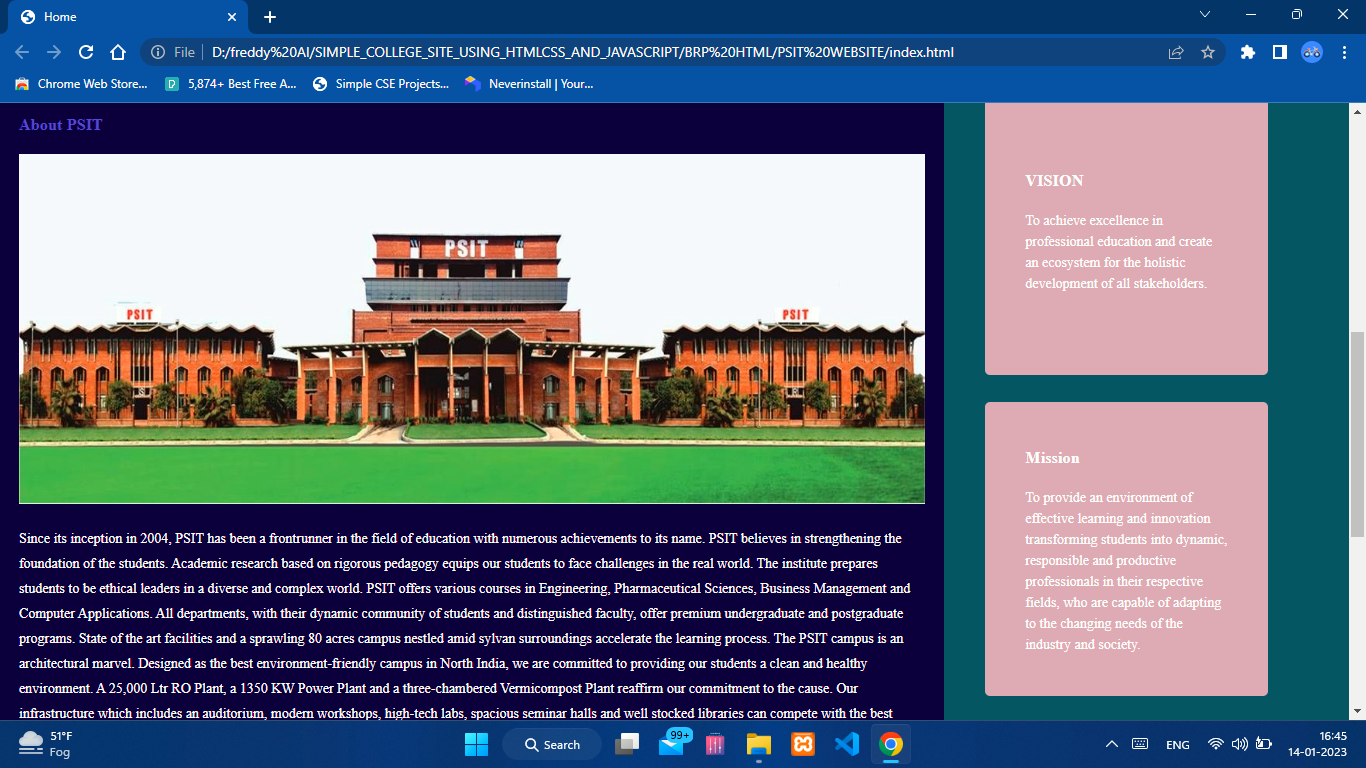 Home
File
D:/freddy%20AI/SIMPLE_COLLEGE_SITE_USING_HTMLCSS_AND_JAVASCRIPT/BRP%20HTML/PSIT%20WEBSITE/index.html
Chrome Web Store...
5,874+ Best Free A...
Simple CSE Projects...
Neverinstall | Your...
About PSIT
PSIT
PSIT
PSIT
Since its inception in 2004, PSIT has been a frontrunner in the field of education with numerous achievements to its name. PSIT believes in strengthening the
foundation of the students. Academic research based on rigorous pedagogy equips our students to face challenges in the real world. The institute prepares
students to be ethical leaders in a diverse and complex world. PSIT offers various courses in Engineering, Pharmaceutical Sciences, Business Management and
Computer Applications. All departments, with their dynamic community of students and distinguished faculty, offer premium undergraduate and postgraduate
programs. State of the art facilities and a sprawling 80 acres campus nestled amid sylvan surroundings accelerate the learning process. The PSIT campus is an
architectural marvel. Designed as the best environment-friendly campus in North India, we are committed to providing our students a clean and healthy
environment. A 25,000 Ltr RO Plant, a 1350 KW Power Plant and a three-chambered Vermicompost Plant reaffirm our commitment to the cause. Our
infrastructure which includes an auditorium, modern workshops, high-tech labs, spacious seminar halls and well stocked libraries can compete with the best
VISION
To achieve excellence in
professional education and create
an ecosystem for the holistic
development of all stakeholders.
Mission
To provide an environment of
effective learning and innovation
transforming students into dynamic,
responsible and productive
professionals in their respective
fields, who are capable of adapting
to the changing needs of the
industry and society.
51°F
Fog
Search
99+
ENG
16:45
14-01-2023